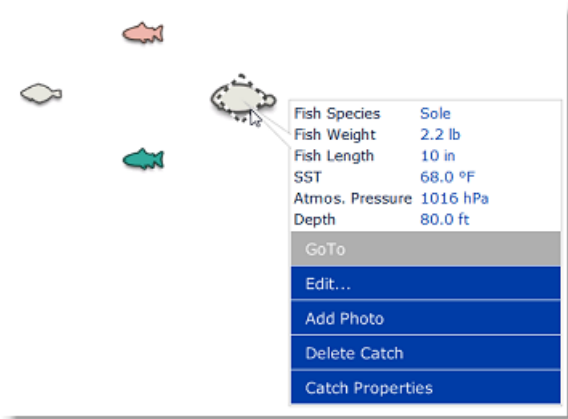 Fish Species Sole
Fish Weight 2.2 lb
Fish Length 10 in
SST 68.0 °F
Atmos. Pressure 1016 hPa
Depth 80.0 ft
GoTo
Edit...
Add Photo
Delete Catch
Catch Properties